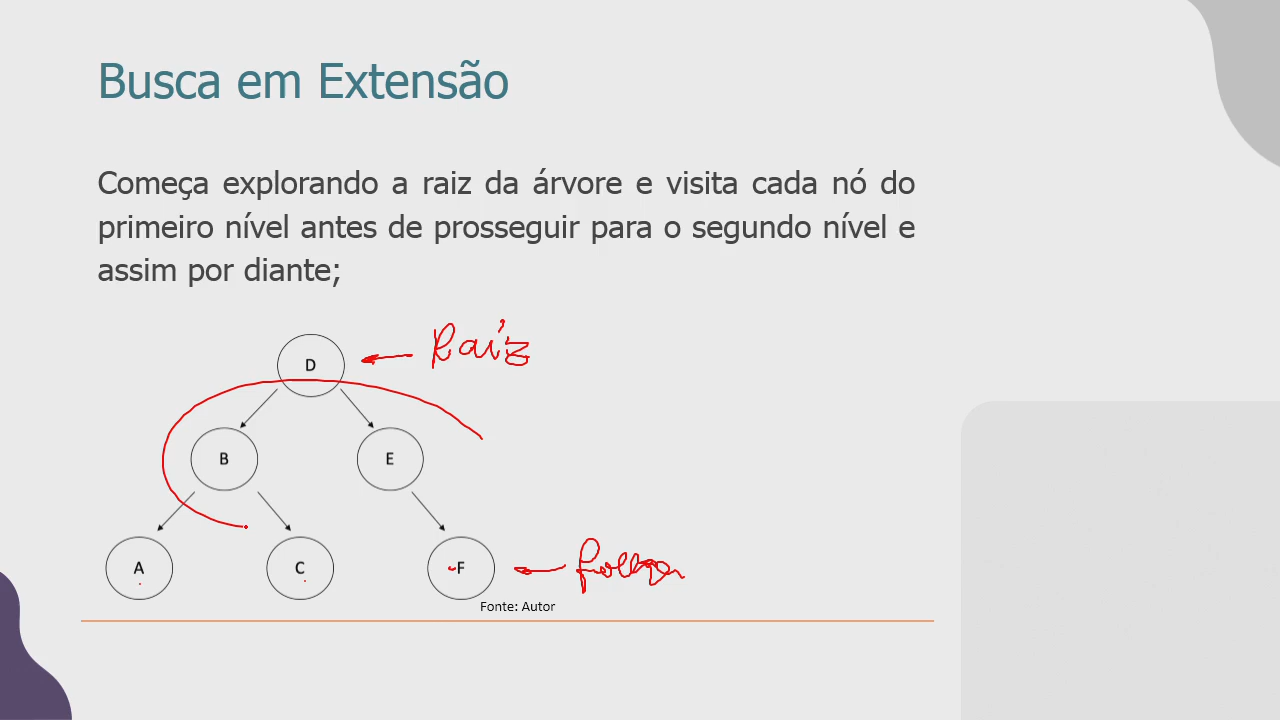 Busca em Extensão
Começa explorando a raiz da árvore e visita cada nó do
primeiro nível antes de prosseguir para o segundo nível e
assim por diante;
D
Raíz
B
E
A
C
F
folha
Fonte: Autor